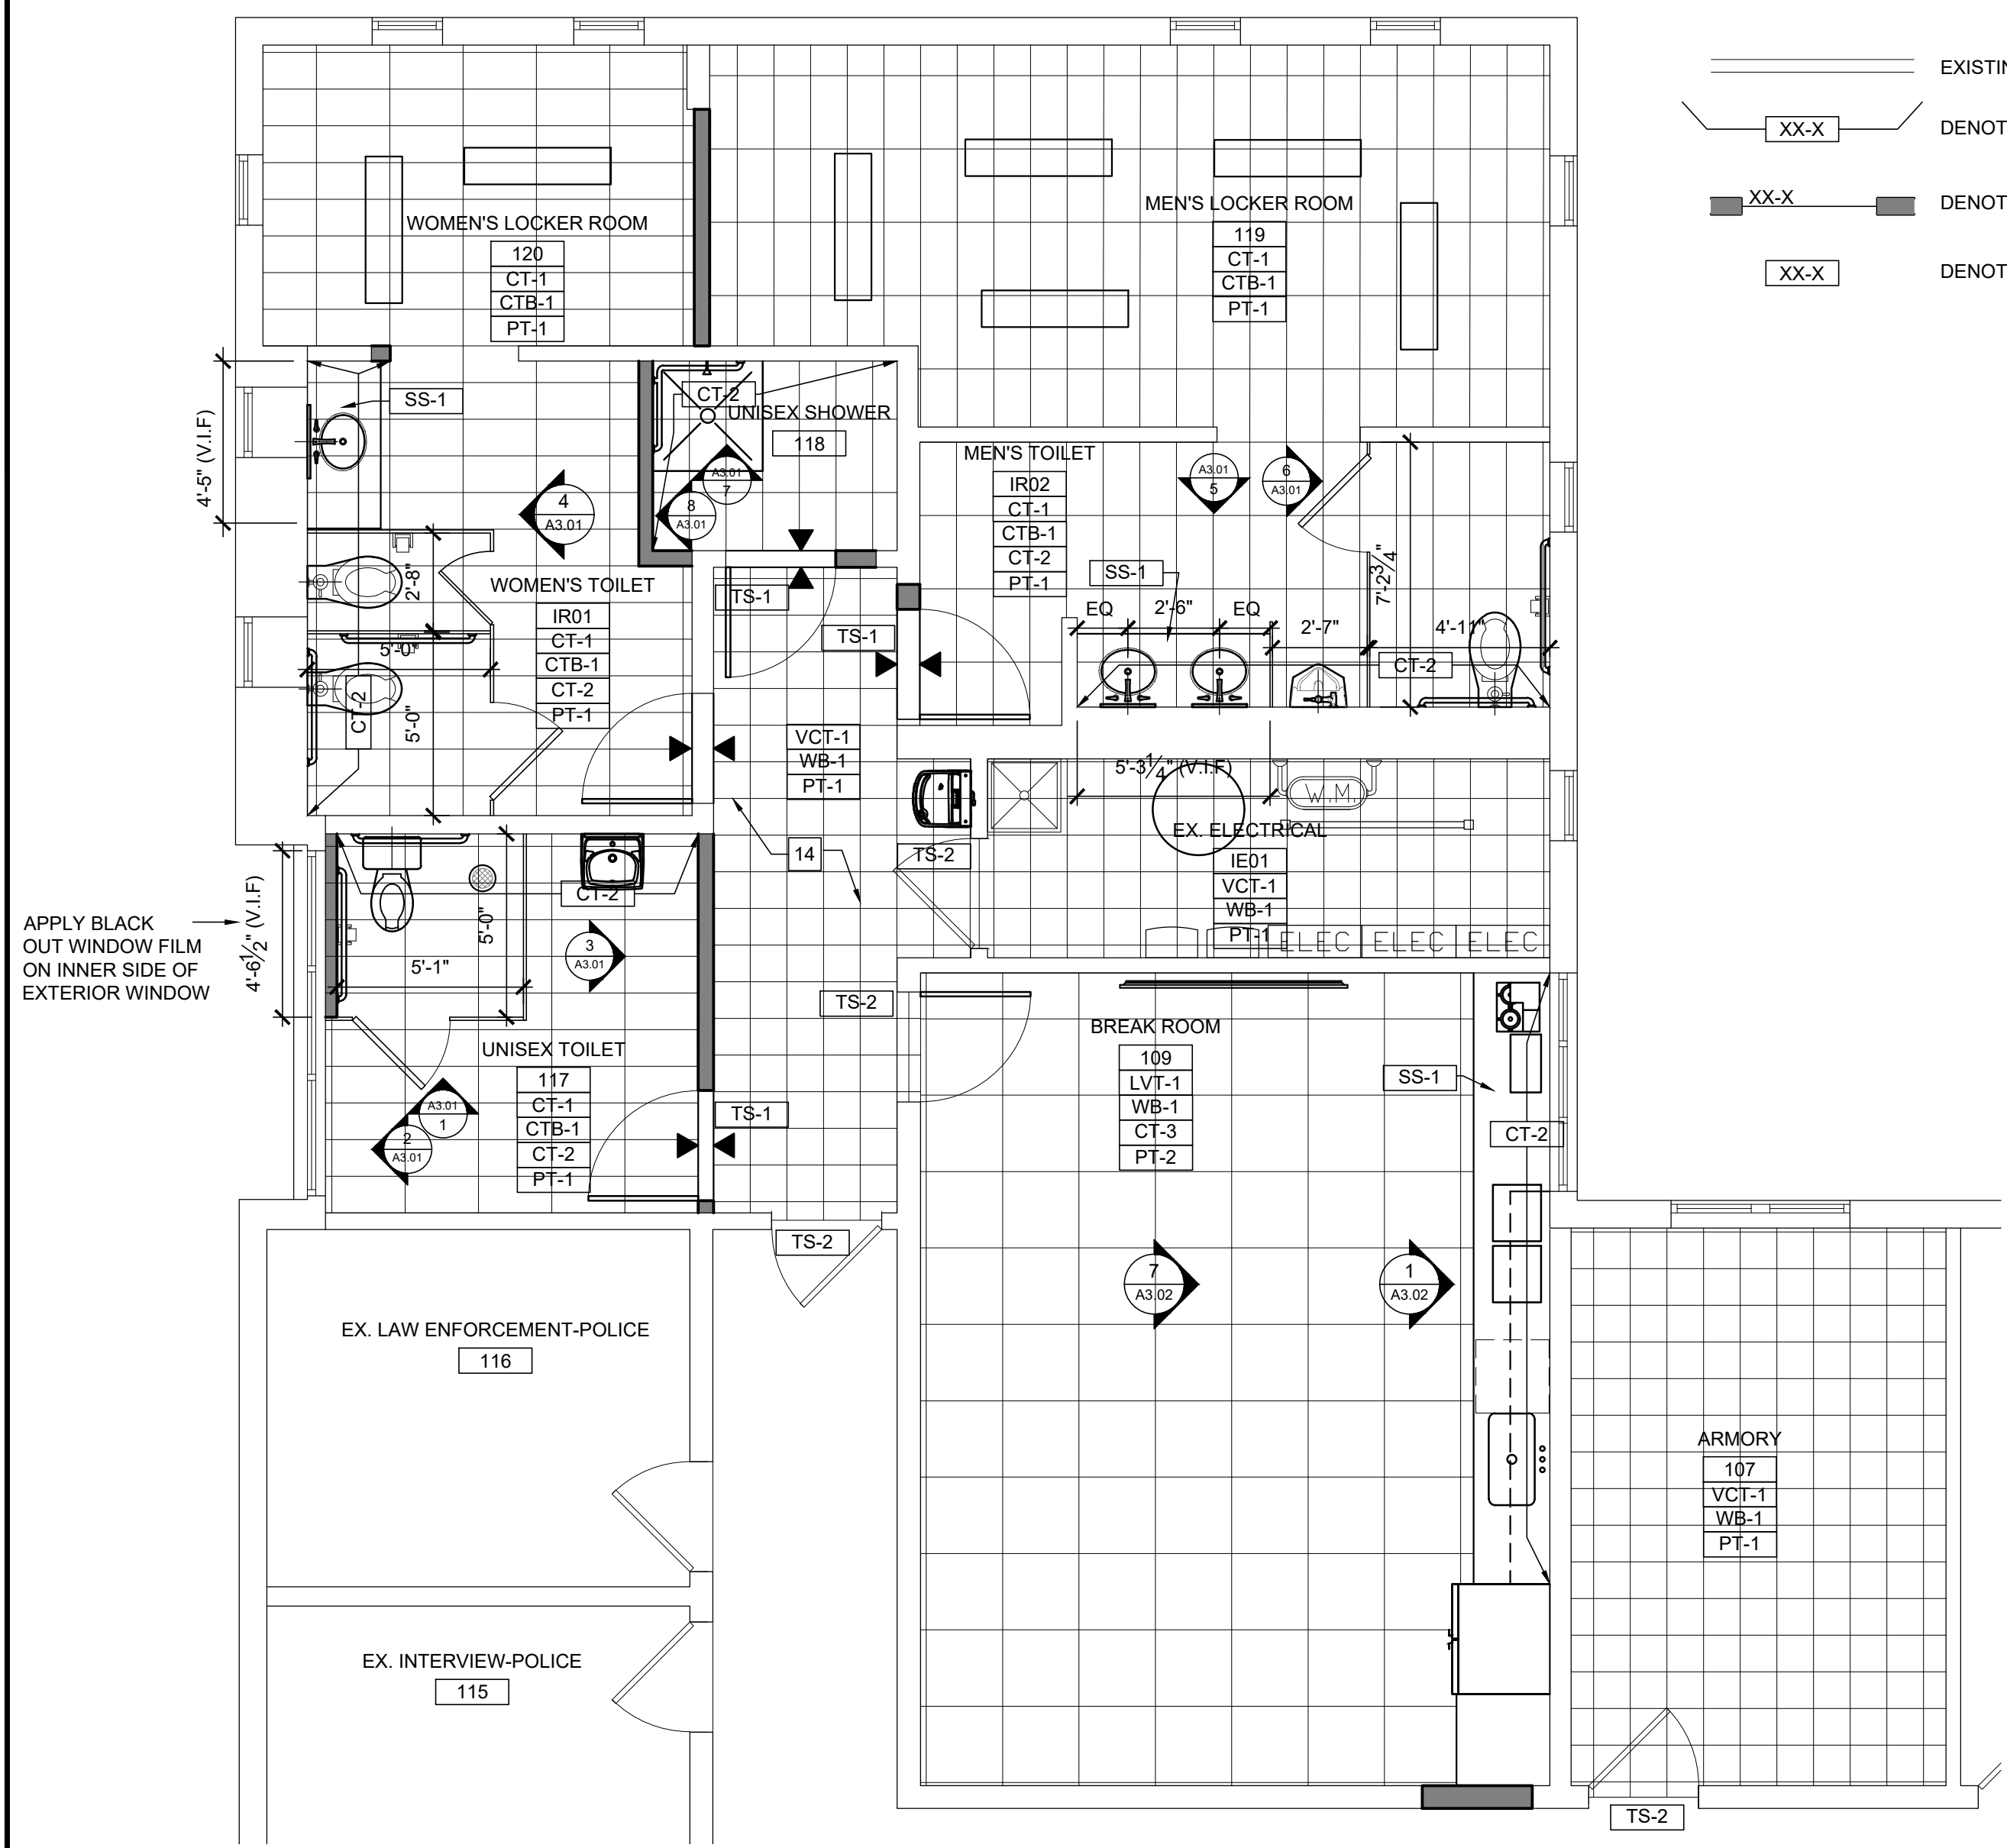 EXISTIN
XX-X
DENOT
XX-X
DENOT
XX-X
DENOT
WOMEN'S LOCKER ROOM
120
CT-1
CTB-1
PT-1
MEN'S LOCKER ROOM
119
CT-1
CTB-1
PT-1
4'-5" (V.I.F)
SS-1
CT-2
UNISEX SHOWER
118
A3.01
7
8
A3.01
4
A3.01
MEN'S TOILET
IR02
CT-1
CTB-1
CT-2
PT-1
A3.01
5
6
A3.01
SS-1
EQ
2'-6"
EQ
2'-7"
7'-2 3/4"
4'-11"
CT-2
2'-8"
WOMEN'S TOILET
IR01
CT-1
CTB-1
CT-2
PT-1
5'-0"
CT-2
5'-0"
TS-1
TS-1
VCT-1
WB-1
PT-1
5'-3 1/4" (V.I.F)
W.M.
EX. ELECTRICAL
IE01
VCT-1
WB-1
PT-1
ELEC
ELEC
ELEC
14
TS-2
APPLY BLACK
OUT WINDOW FILM
ON INNER SIDE OF
EXTERIOR WINDOW
4'-6 1/2" (V.I.F)
CT-2
5'-0"
5'-1"
3
A3.01
UNISEX TOILET
117
CT-1
CTB-1
CT-2
PT-1
A3.01
1
2
A3.01
TS-2
TS-1
TS-2
BREAK ROOM
109
LVT-1
WB-1
CT-3
PT-2
SS-1
CT-2
7
A3.02
1
A3.02
EX. LAW ENFORCEMENT-POLICE
116
EX. INTERVIEW-POLICE
115
ARMORY
107
VCT-1
WB-1
PT-1
TS-2